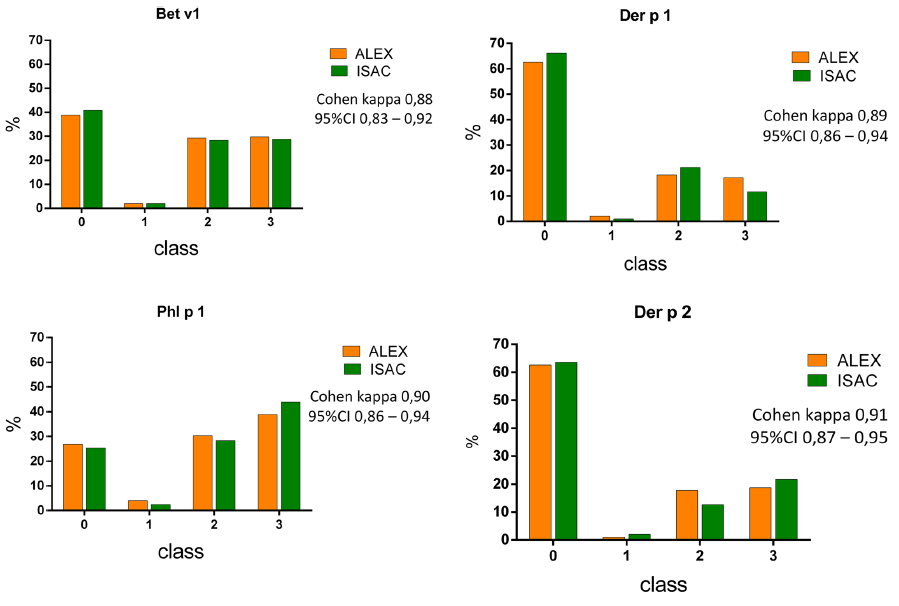 Bet v1
70
60
50
40
30
20
10
0
%
0 1 2 3
class
ALEX
ISAC
Cohen kappa 0,88
95%CI 0,83 – 0,92
Der p 1
70
60
50
40
30
20
10
0
%
0 1 2 3
class
ALEX
ISAC
Cohen kappa 0,89
95%CI 0,86 – 0,94
Phl p 1
70
60
50
40
30
20
10
0
%
0 1 2 3
class
ALEX
ISAC
Cohen kappa 0,90
95%CI 0,86 – 0,94
Der p 2
70
60
50
40
30
20
10
0
%
0 1 2 3
class
ALEX
ISAC
Cohen kappa 0,91
95%CI 0,87 – 0,95